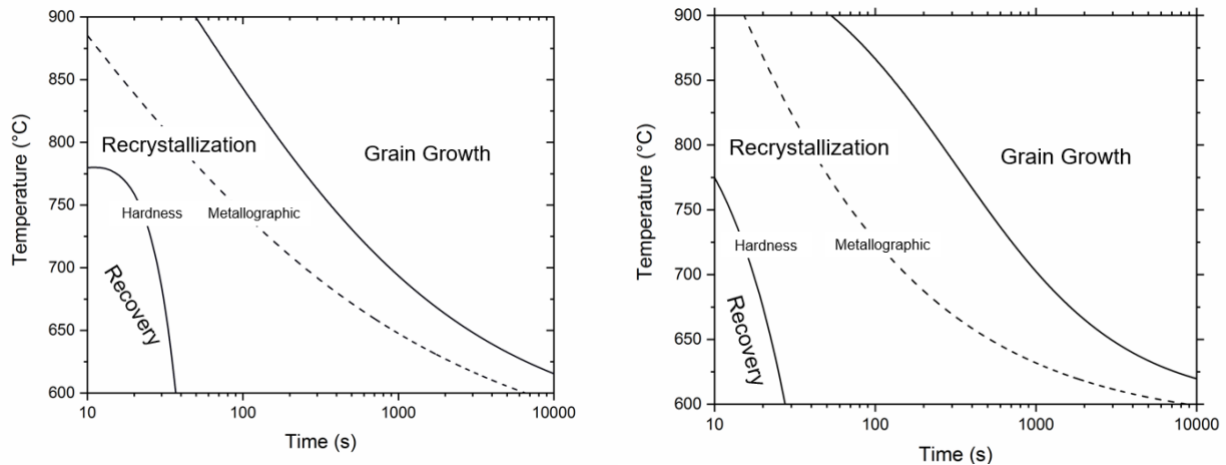 900
850
800
750
700
650
600
Temperature (°C)
Recrystallization
Grain Growth
Hardness
Metallographic
Recovery
10
100
1000
10000
Time (s)
900
850
800
750
700
650
600
Temperature (°C)
Recrystallization
Grain Growth
Hardness
Metallographic
Recovery
10
100
1000
10000
Time (s)